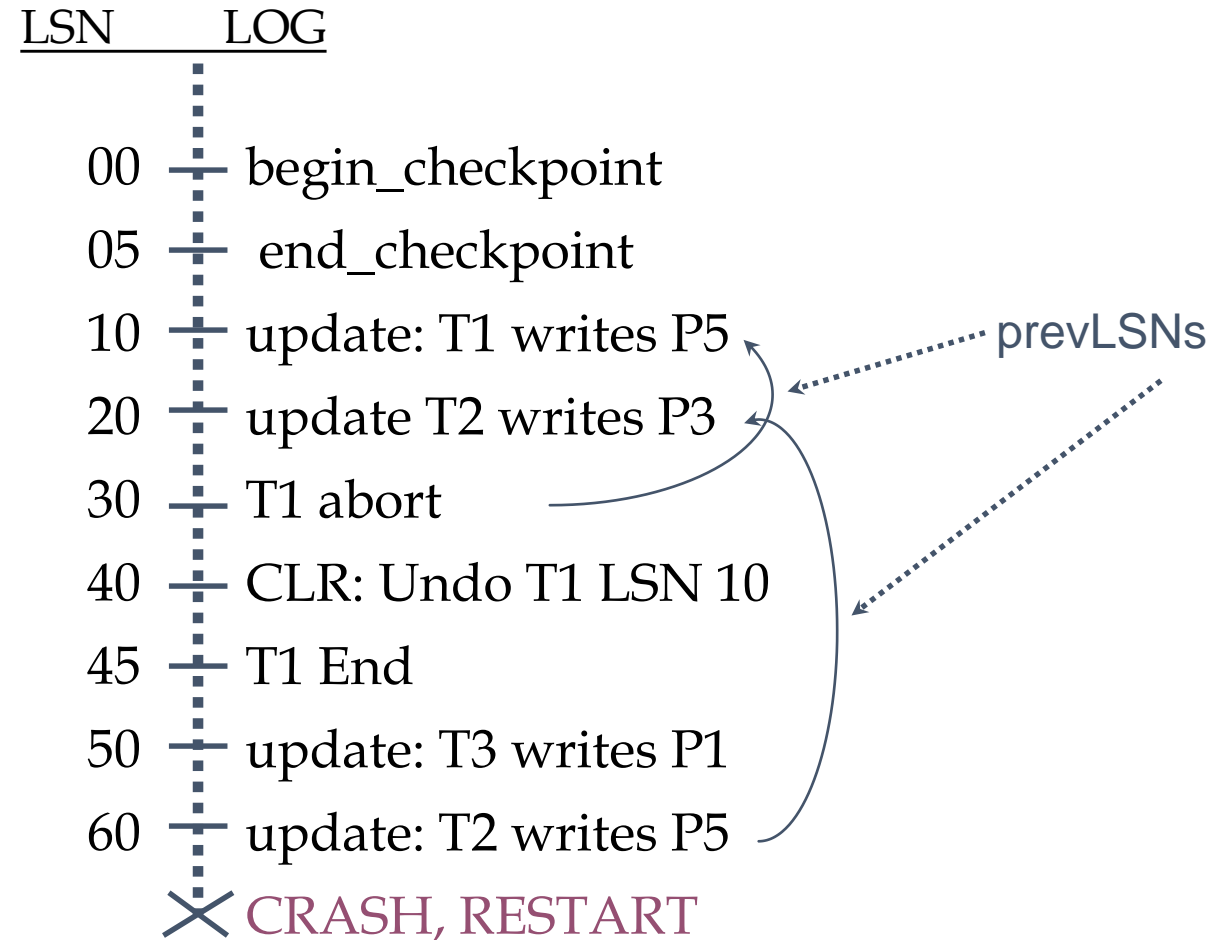 LSN LOG
00 begin_checkpoint
05 end_checkpoint
10 update: T1 writes P5
prevLSNs
20 update T2 writes P3
30 T1 abort
40 CLR: Undo T1 LSN 10
45 T1 End
50 update: T3 writes P1
60 update: T2 writes P5
CRASH, RESTART